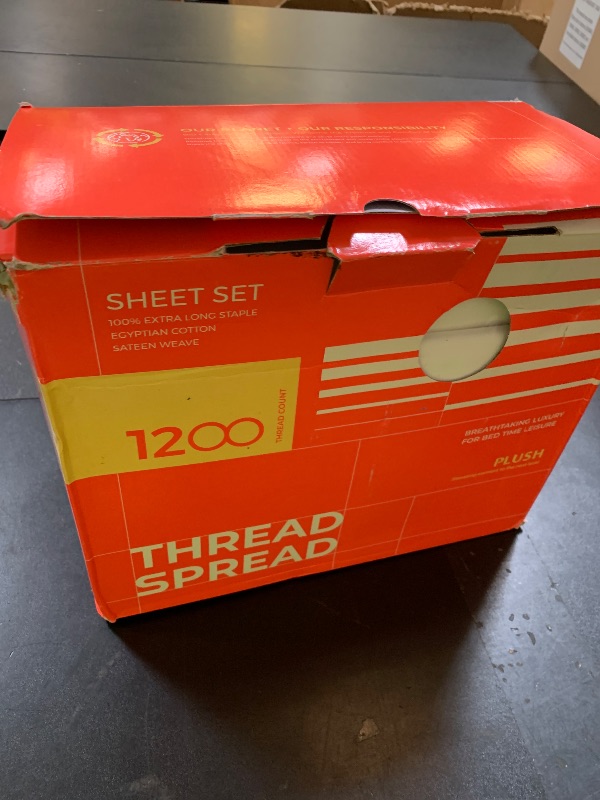 OUR PLANET • OUR RESPONSIBILITY
SHEET SET
100% EXTRA LONG STAPLE
EGYPTIAN COTTON
SATEEN WEAVE
1200
THREAD COUNT
BREATHTAKING LUXURY
FOR BED TIME LEISURE
PLUSH
THREAD
SPREAD